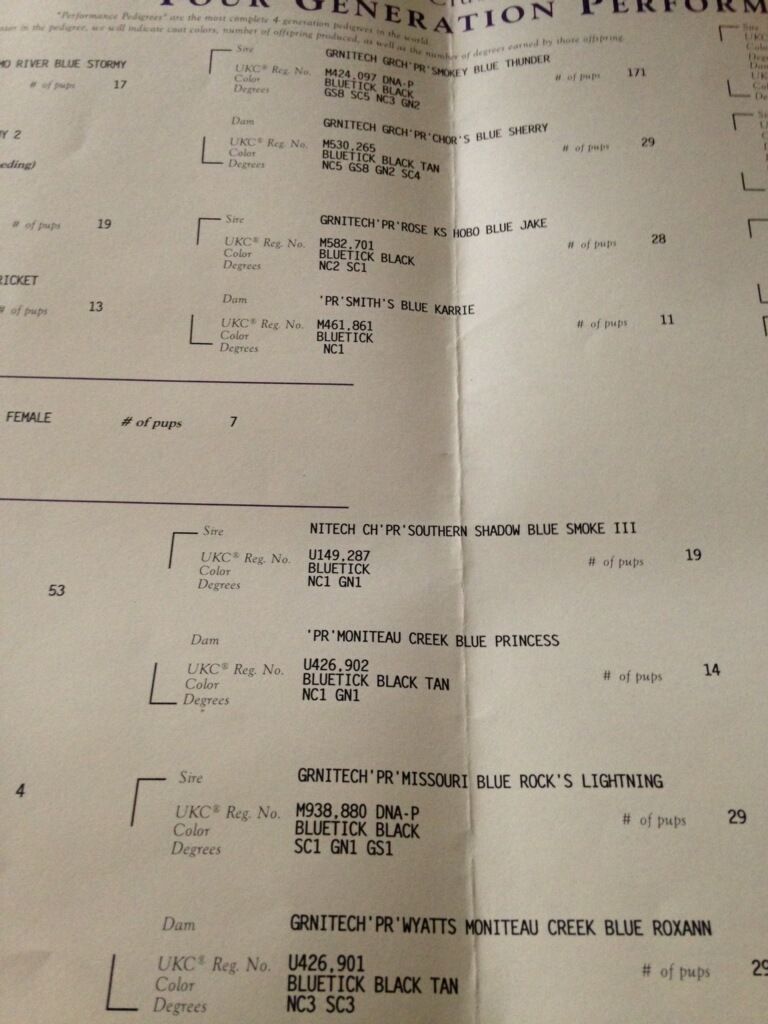 FOUR GENERATION PERFORM
"Performance Pedigrees" are the most complete 4 generation pedigrees in the world.
in the pedigree, we will indicate coat colors, number of offspring produced, as well as the number of degrees earned by those offspring.
MO RIVER BLUE STORMY
# of pups 17
Sire GRNITECH GRCH'PR'SMOKEY BLUE THUNDER
UKC® Reg. No. M424,097 DNA-P # of pups 171
Color BLUETICK BLACK
Degrees GS8 SC5 NC3 GN2
Y 2
eding)
Dam GRNITECH GRCH'PR'CHOR'S BLUE SHERRY
UKC® Reg. No. M530,265 # of pups 29
Color BLUETICK BLACK TAN
Degrees NC5 GS8 GN2 SC4
# of pups 19
Sire GRNITECH'PR'ROSE KS HOBO BLUE JAKE
UKC® Reg. No. M582,701 # of pups 28
Color BLUETICK BLACK
Degrees NC2 SC1
RICKET
# of pups 13
Dam 'PR'SMITH'S BLUE KARRIE
UKC® Reg. No. M461,861 # of pups 11
Color BLUETICK
Degrees NC1
FEMALE # of pups 7
Sire NITECH CH'PR'SOUTHERN SHADOW BLUE SMOKE III
UKC® Reg. No. U149,287 # of pups 19
Color BLUETICK
Degrees NC1 GN1
53
Dam 'PR'MONITEAU CREEK BLUE PRINCESS
UKC® Reg. No. U426,902 # of pups 14
Color BLUETICK BLACK TAN
Degrees NC1 GN1
4
Sire GRNITECH'PR'MISSOURI BLUE ROCK'S LIGHTNING
UKC® Reg. No. M938,880 DNA-P # of pups 29
Color BLUETICK BLACK
Degrees SC1 GN1 GS1
Dam GRNITECH'PR'WYATTS MONITEAU CREEK BLUE ROXANN
UKC® Reg. No. U426,901 # of pups 29
Color BLUETICK BLACK TAN
Degrees NC3 SC3